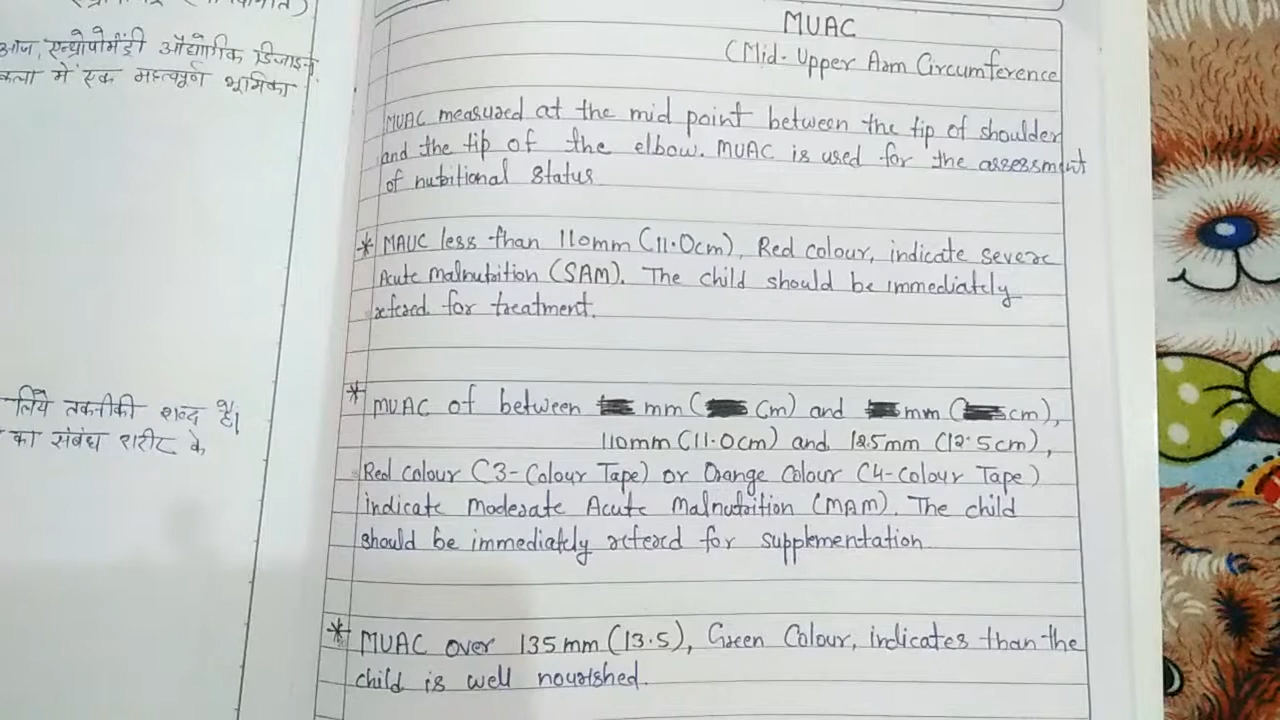 आज, एन्थ्रोपोमेट्री औद्योगिक डिजाइन,
कला में एक महत्वपूर्ण भूमिका
लिये तकनीकी शब्द है।
का संबंध शरीर के
MUAC
(Mid-Upper Arm Circumference
MUAC measured at the mid point between the tip of shoulder
and the tip of the elbow. MUAC is used for the assessment
of nutritional status
* MAUC less than 110mm (11.0cm), Red colour, indicate severe
Acute Malnutrition (SAM). The child should be immediately
refered for treatment.
* MUAC of between mm ( cm) and mm ( cm),
110mm (11.0cm) and 12.5mm (12.5cm),
Red colour (3-Colour Tape) or Orange Colour (4-Colour Tape)
indicate Moderate Acute Malnutrition (MAM). The child
should be immediately refered for supplementation
* MUAC over 135mm (13.5), Green Colour, indicates than the
child is well nourished.